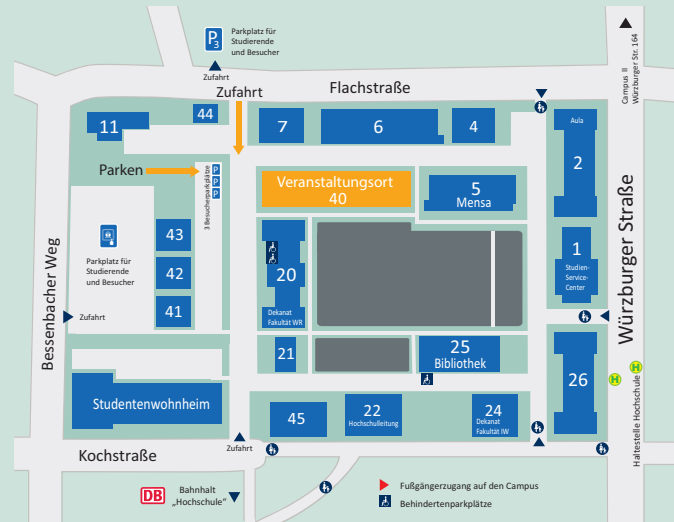 P3
Parkplatz für
Studierende
und Besucher
Zufahrt
Zufahrt
Flachstraße
Campus II
Würzburger Str. 164
11
44
7
6
4
Aula
2
Parken
P
P
P
3 Besucherparkplätze
Veranstaltungsort
40
5
Mensa
Bessenbacher Weg
Parkplatz für
Studierende
und Besucher
43
42
41
Zufahrt
20
Dekanat
Fakultät WR
1
Studien-
Service-
Center
Würzburger Straße
21
25
Bibliothek
26
H
H
Haltestelle Hochschule
Studentenwohnheim
45
22
Hochschulleitung
24
Dekanat
Fakultät IW
Kochstraße
Zufahrt
DB
Bahnhalt
„Hochschule“
Fußgängerzugang auf den Campus
Behindertenparkplätze